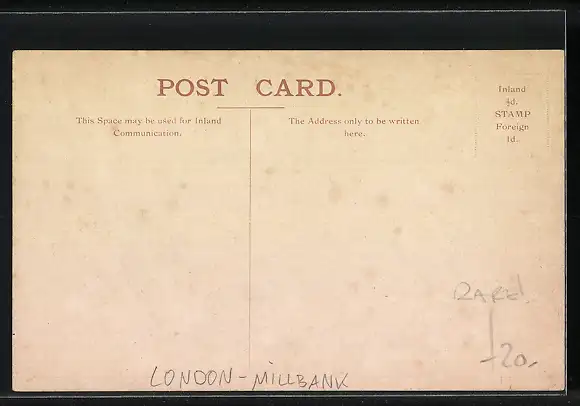 POST CARD.
This Space may be used for Inland
Communication.
The Address only to be written
here.
Inland
½d.
STAMP
Foreign
1d.
RARE!
-20.-
LONDON - MILLBANK